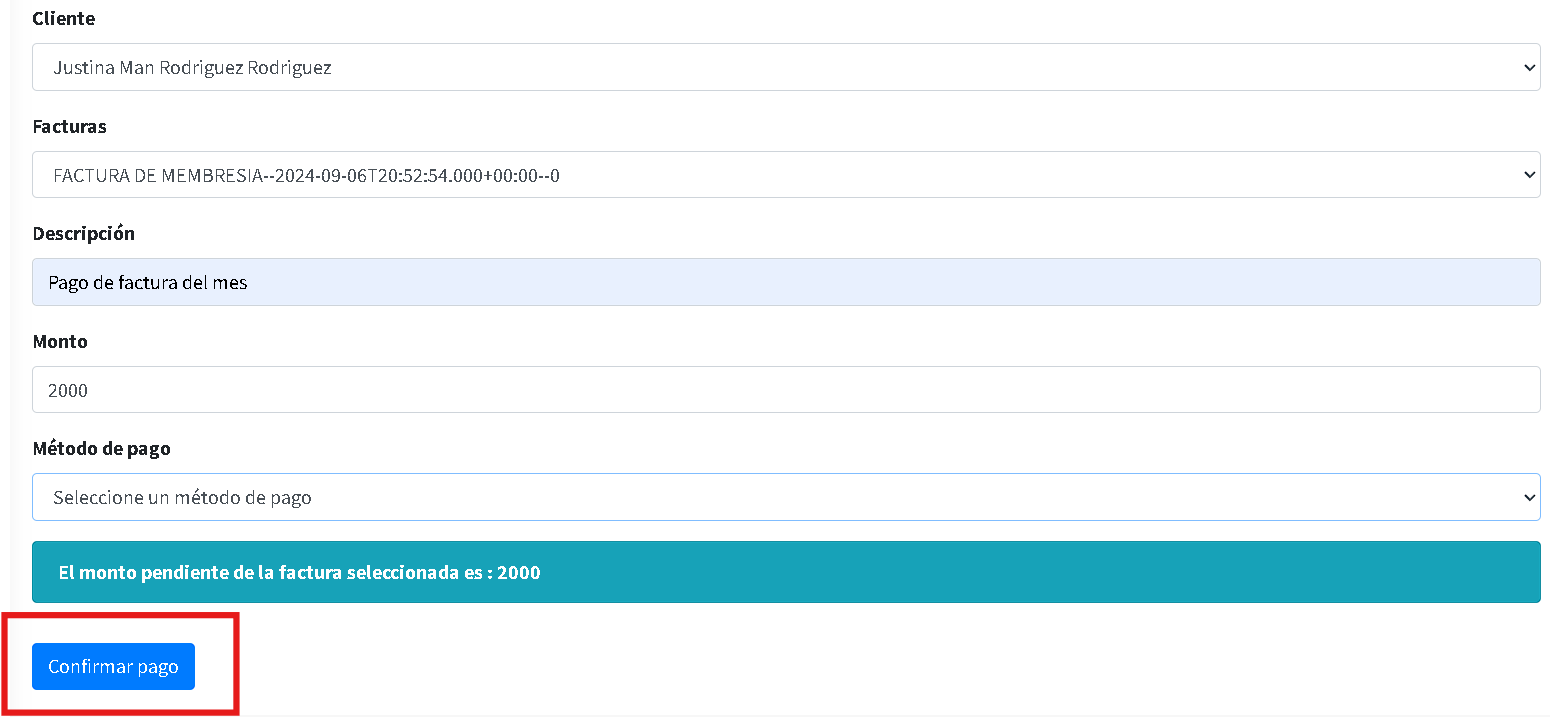 Cliente
Justina Man Rodriguez Rodriguez
Facturas
FACTURA DE MEMBRESIA--2024-09-06T20:52:54.000+00:00--0
Descripción
Pago de factura del mes
Monto
2000
Método de pago
Seleccione un método de pago
El monto pendiente de la factura seleccionada es : 2000
Confirmar pago